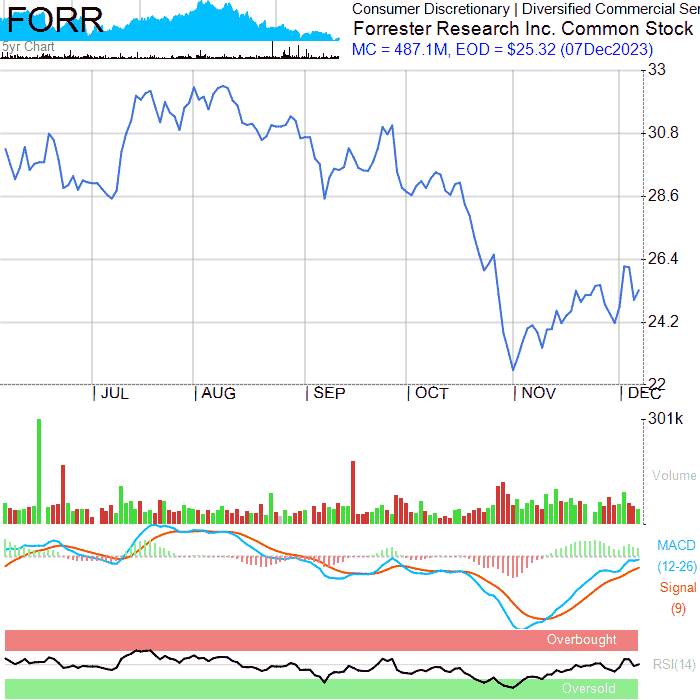 FORR
5yr Chart
Consumer Discretionary | Diversified Commercial Ser
Forrester Research Inc. Common Stock
MC = 487.1M, EOD = $25.32 (07Dec2023)
33
30.8
28.6
26.4
24.2
22
JUL AUG SEP OCT NOV DEC
301k
Volume
MACD
(12-26)
Signal
(9)
Overbought
RSI(14)
Oversold